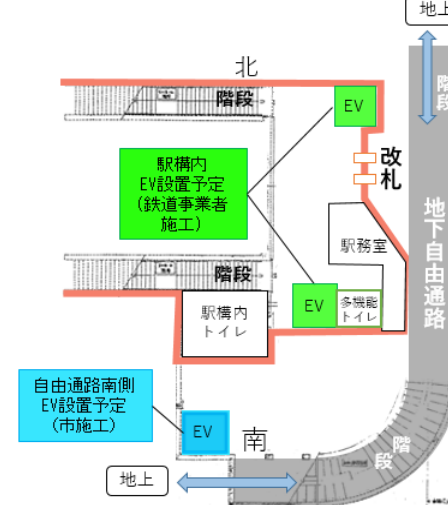 地上
北
階段
EV
階段
駅構内
EV設置予定
(鉄道事業者
施工)
改札
地下自由通路
駅務室
階段
EV
多機能
トイレ
駅構内
トイレ
自由通路南側
EV設置予定
(市施工)
EV
南
階段
地上